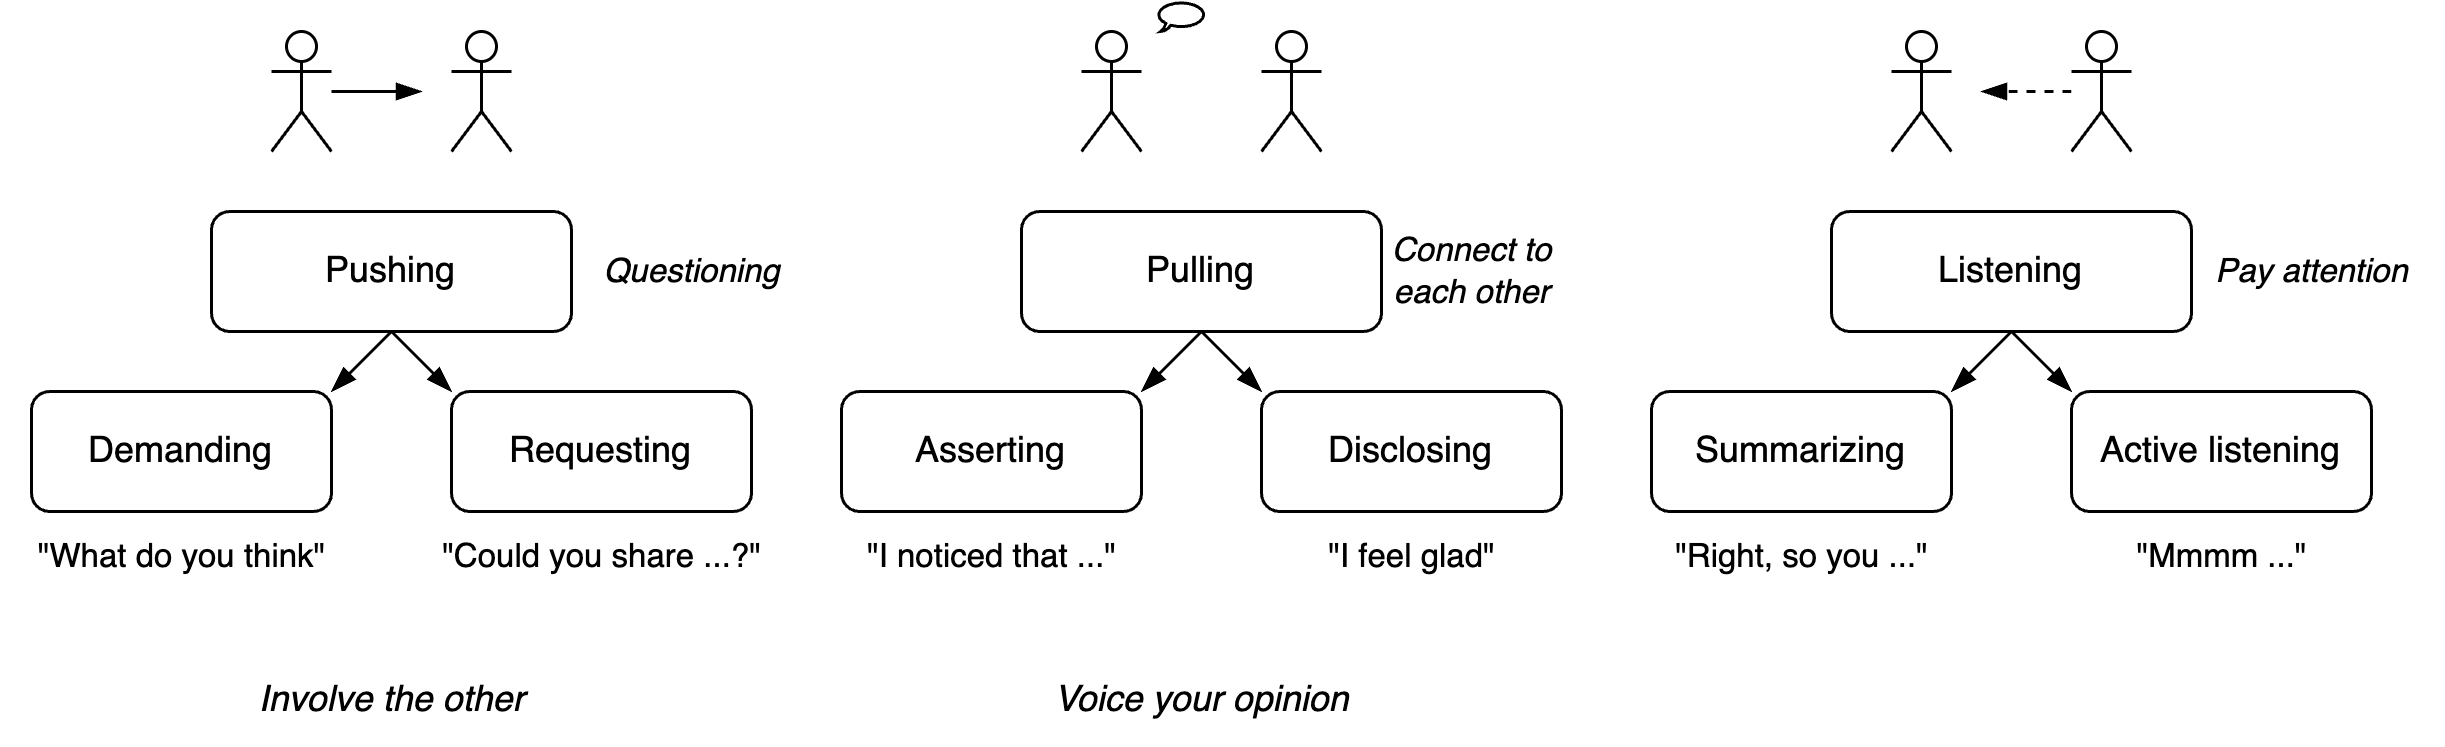 Pushing
Questioning
Demanding
Requesting
"What do you think"
"Could you share ...?"
Involve the other
Pulling
Connect to
each other
Asserting
Disclosing
"I noticed that ..."
"I feel glad"
Voice your opinion
Listening
Pay attention
Summarizing
Active listening
"Right, so you ..."
"Mmmm ..."